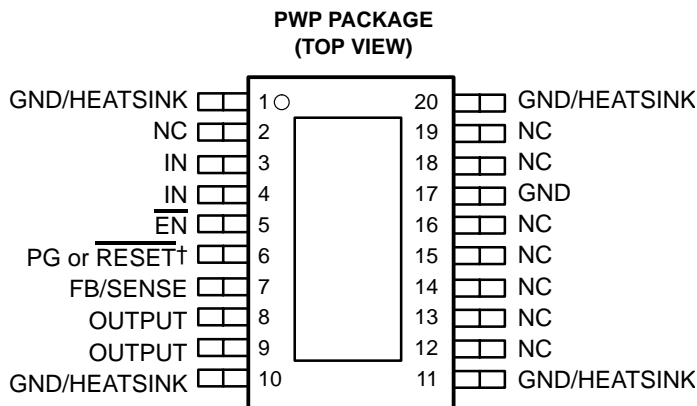 PWP PACKAGE
(TOP VIEW)
GND/HEATSINK 1 20 GND/HEATSINK
NC 2 19 NC
IN 3 18 NC
IN 4 17 GND
EN 5 16 NC
PG or RESET† 6 15 NC
FB/SENSE 7 14 NC
OUTPUT 8 13 NC
OUTPUT 9 12 NC
GND/HEATSINK 10 11 GND/HEATSINK